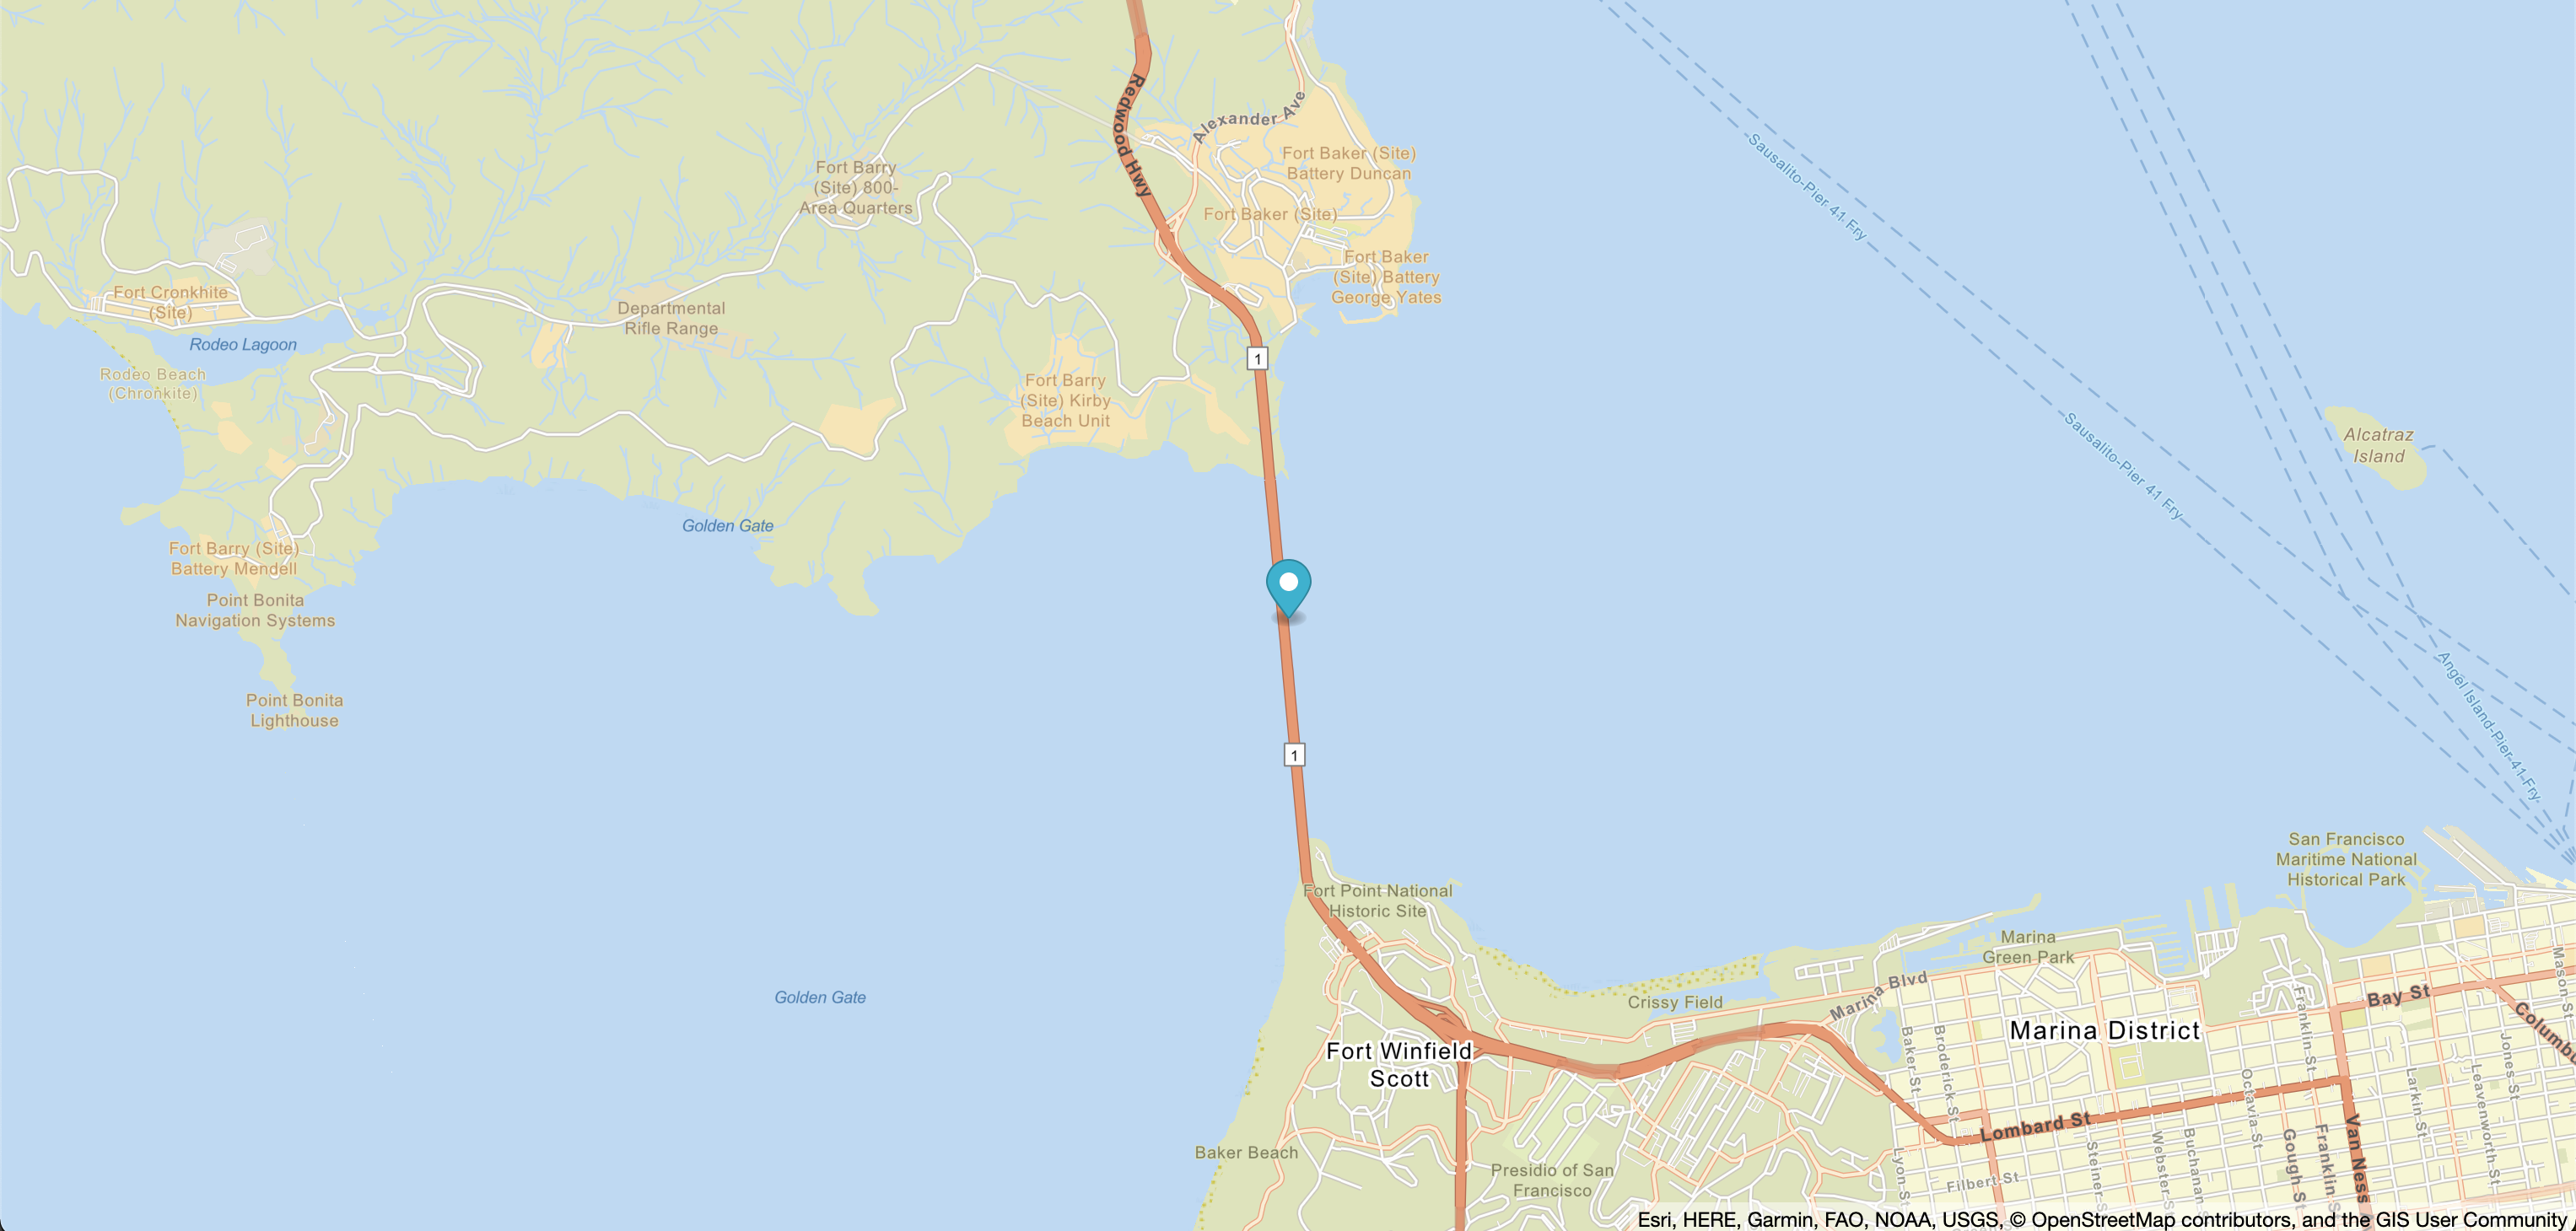 Redwood Hwy
Alexander Ave
Fort Baker (Site)
Battery Duncan
Fort Barry
(Site) 800-
Area Quarters
Fort Baker (Site)
Fort Baker
(Site) Battery
George Yates
Fort Cronkhite
(Site)
Departmental
Rifle Range
Rodeo Lagoon
Rodeo Beach
(Chronkite)
1
Fort Barry
(Site) Kirby
Beach Unit
Sausalito-Pier 41 Fry
Sausalito-Pier 41 Fry
Alcatraz
Island
Golden Gate
Fort Barry (Site)
Battery Mendell
Point Bonita
Navigation Systems
Point Bonita
Lighthouse
1
Angel Island-Pier 41 Fry
San Francisco
Maritime National
Historical Park
Fort Point National
Historic Site
Marina
Green Park
Golden Gate
Crissy Field
Marina Blvd
Bay St
Columbu
Mason St
Franklin St
Marina District
Fort Winfield
Scott
Baker St
Broderick St
Jones St
Leavenworth St
Larkin St
Octavia St
Lombard St
Van Ness
Baker Beach
Presidio of San
Francisco
Lyon St
Filbert St
Steiner S
Webster S
Buchanan
Gough S
Franklin
Esri, HERE, Garmin, FAO, NOAA, USGS, © OpenStreetMap contributors, and the GIS User Community